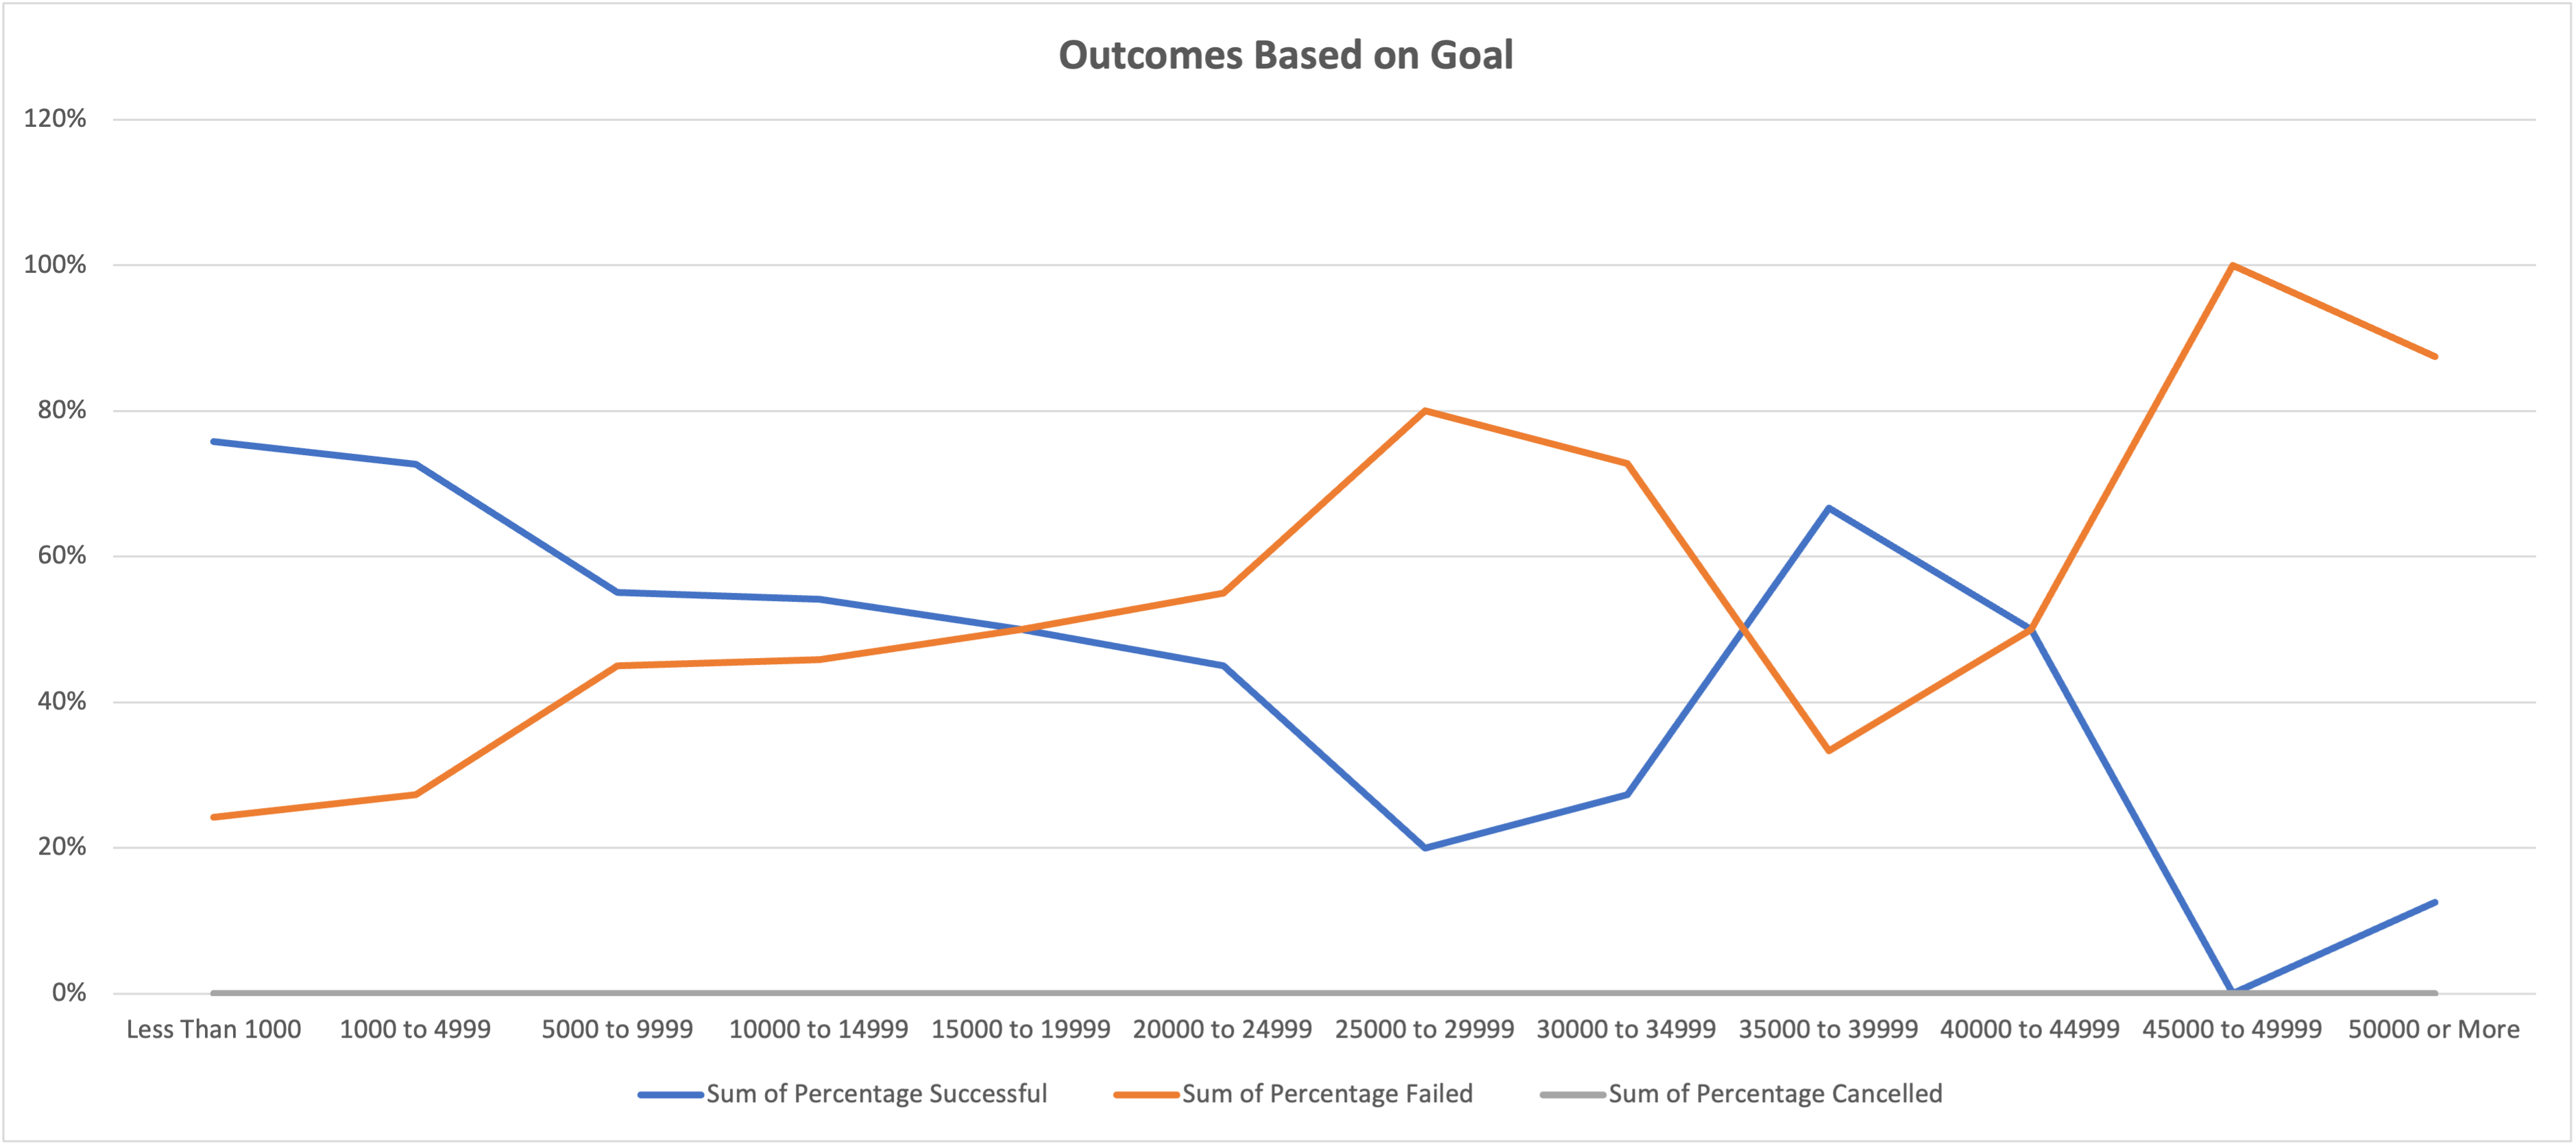 Outcomes Based on Goal
120%
100%
80%
60%
40%
20%
0%
Less Than 1000 1000 to 4999 5000 to 9999 10000 to 14999 15000 to 19999 20000 to 24999 25000 to 29999 30000 to 34999 35000 to 39999 40000 to 44999 45000 to 49999 50000 or More
Sum of Percentage Successful Sum of Percentage Failed Sum of Percentage Cancelled